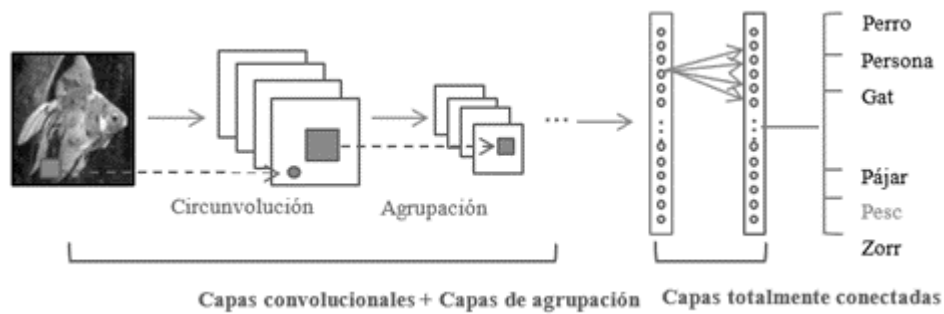 Perro
Persona
Gat
Pájar
Pesc
Zorr
Circunvolución
Agrupación
...
Capas convolucionales + Capas de agrupación
Capas totalmente conectadas